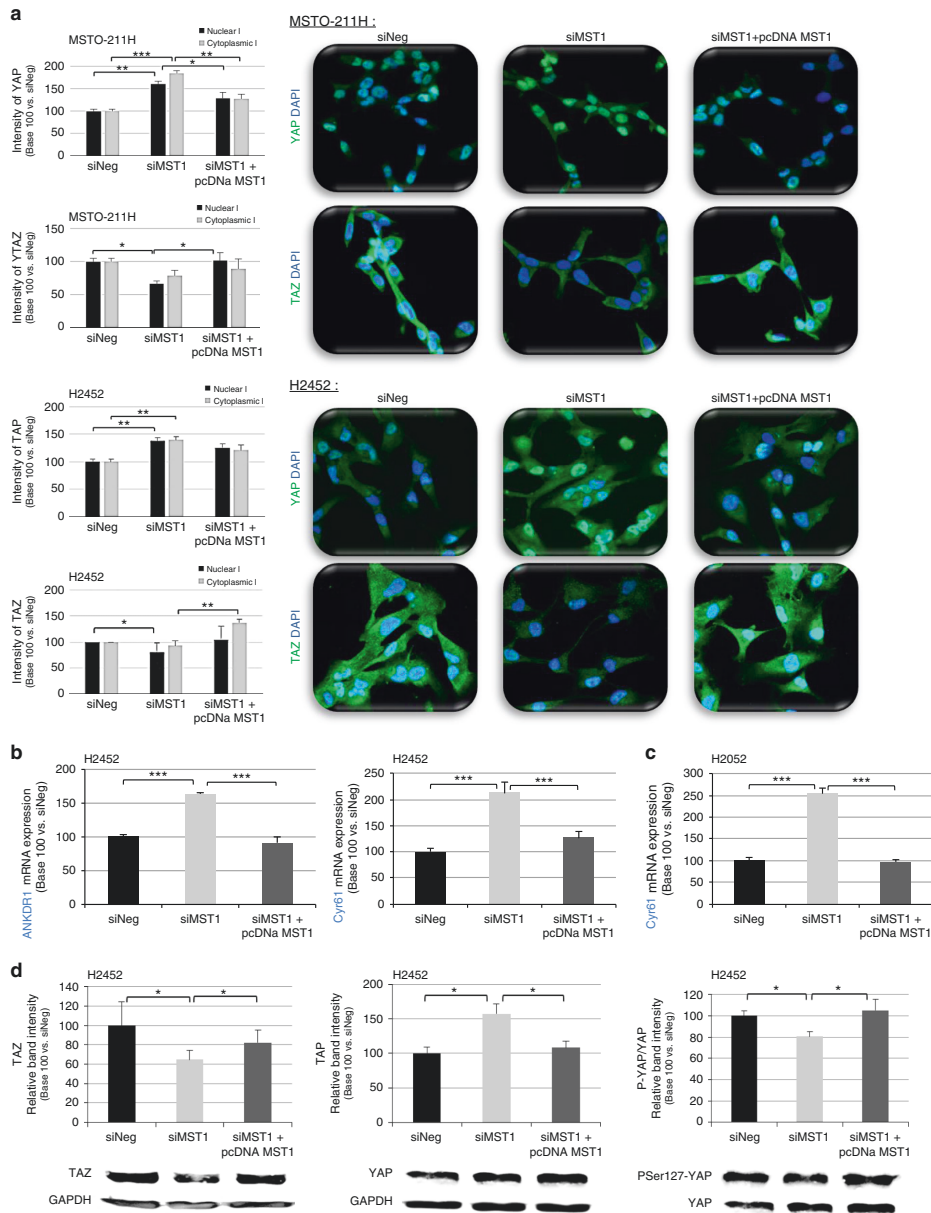 a
MSTO-211H
Nuclear I
Cytoplasmic I
Intensity of YAP
(Base 100 vs. siNeg)
200
150
100
50
0
***
**
**
*
siNeg
siMST1
siMST1 +
pcDNa MST1
MSTO-211H
Nuclear I
Cytoplasmic I
Intensity of YTAZ
(Base 100 vs. siNeg)
150
100
50
0
*
*
siNeg
siMST1
siMST1 +
pcDNa MST1
H2452
Nuclear I
Cytoplasmic I
Intensity of TAP
(Base 100 vs. siNeg)
200
150
100
50
0
**
**
siNeg
siMST1
siMST1 +
pcDNa MST1
H2452
Nuclear I
Cytoplasmic I
Intensity of TAZ
(Base 100 vs. siNeg)
200
150
100
50
0
**
*
siNeg
siMST1
siMST1 +
pcDNa MST1
MSTO-211H :
siNeg
siMST1
siMST1+pcDNA MST1
YAP DAPI
TAZ DAPI
H2452 :
siNeg
siMST1
siMST1+pcDNA MST1
YAP DAPI
TAZ DAPI
b
H2452
ANKDR1 mRNA expression
(Base 100 vs. siNeg)
200
150
100
50
0
***
***
siNeg
siMST1
siMST1 +
pcDNa MST1
H2452
Cyr61 mRNA expression
(Base 100 vs. siNeg)
250
200
150
100
50
0
***
***
siNeg
siMST1
siMST1 +
pcDNa MST1
c
H2052
Cyr61 mRNA expression
(Base 100 vs. siNeg)
300
250
200
150
100
50
0
***
***
siNeg
siMST1
siMST1 +
pcDNa MST1
d
H2452
TAZ
Relative band intensity
(Base 100 vs. siNeg)
140
120
100
80
60
40
20
0
*
*
siNeg
siMST1
siMST1 +
pcDNA MST1
TAZ
GAPDH
H2452
TAP
Relative band intensity
(Base 100 vs. siNeg)
200
150
100
50
0
*
*
siNeg
siMST1
siMST1 +
pcDNA MST1
YAP
GAPDH
H2452
P-YAP/YAP
Relative band intensity
(Base 100 vs. siNeg)
120
100
80
60
40
20
0
*
*
siNeg
siMST1
siMST1 +
pcDNA MST1
PSer127-YAP
YAP